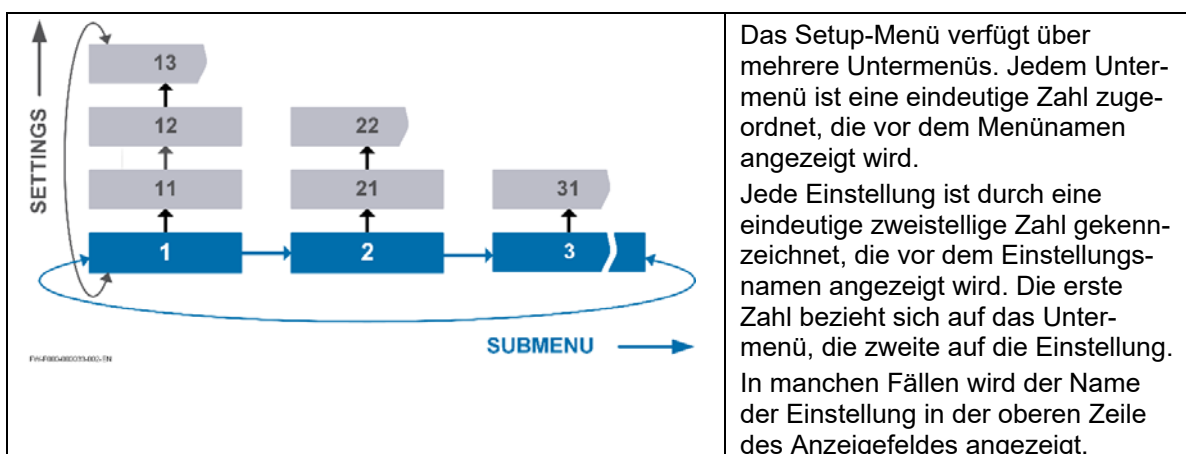 SETTINGS
13
12
22
11
21
31
1
2
3
SUBMENU
Das Setup-Menü verfügt über
mehrere Untermenüs. Jedem Unter-
menü ist eine eindeutige Zahl zuge-
ordnet, die vor dem Menünamen
angezeigt wird.
Jede Einstellung ist durch eine
eindeutige zweistellige Zahl gekenn-
zeichnet, die vor dem Einstellungs-
namen angezeigt wird. Die erste
Zahl bezieht sich auf das Unter-
menü, die zweite auf die Einstellung.
In manchen Fällen wird der Name
der Einstellung in der oberen Zeile
des Anzeigefeldes angezeigt.